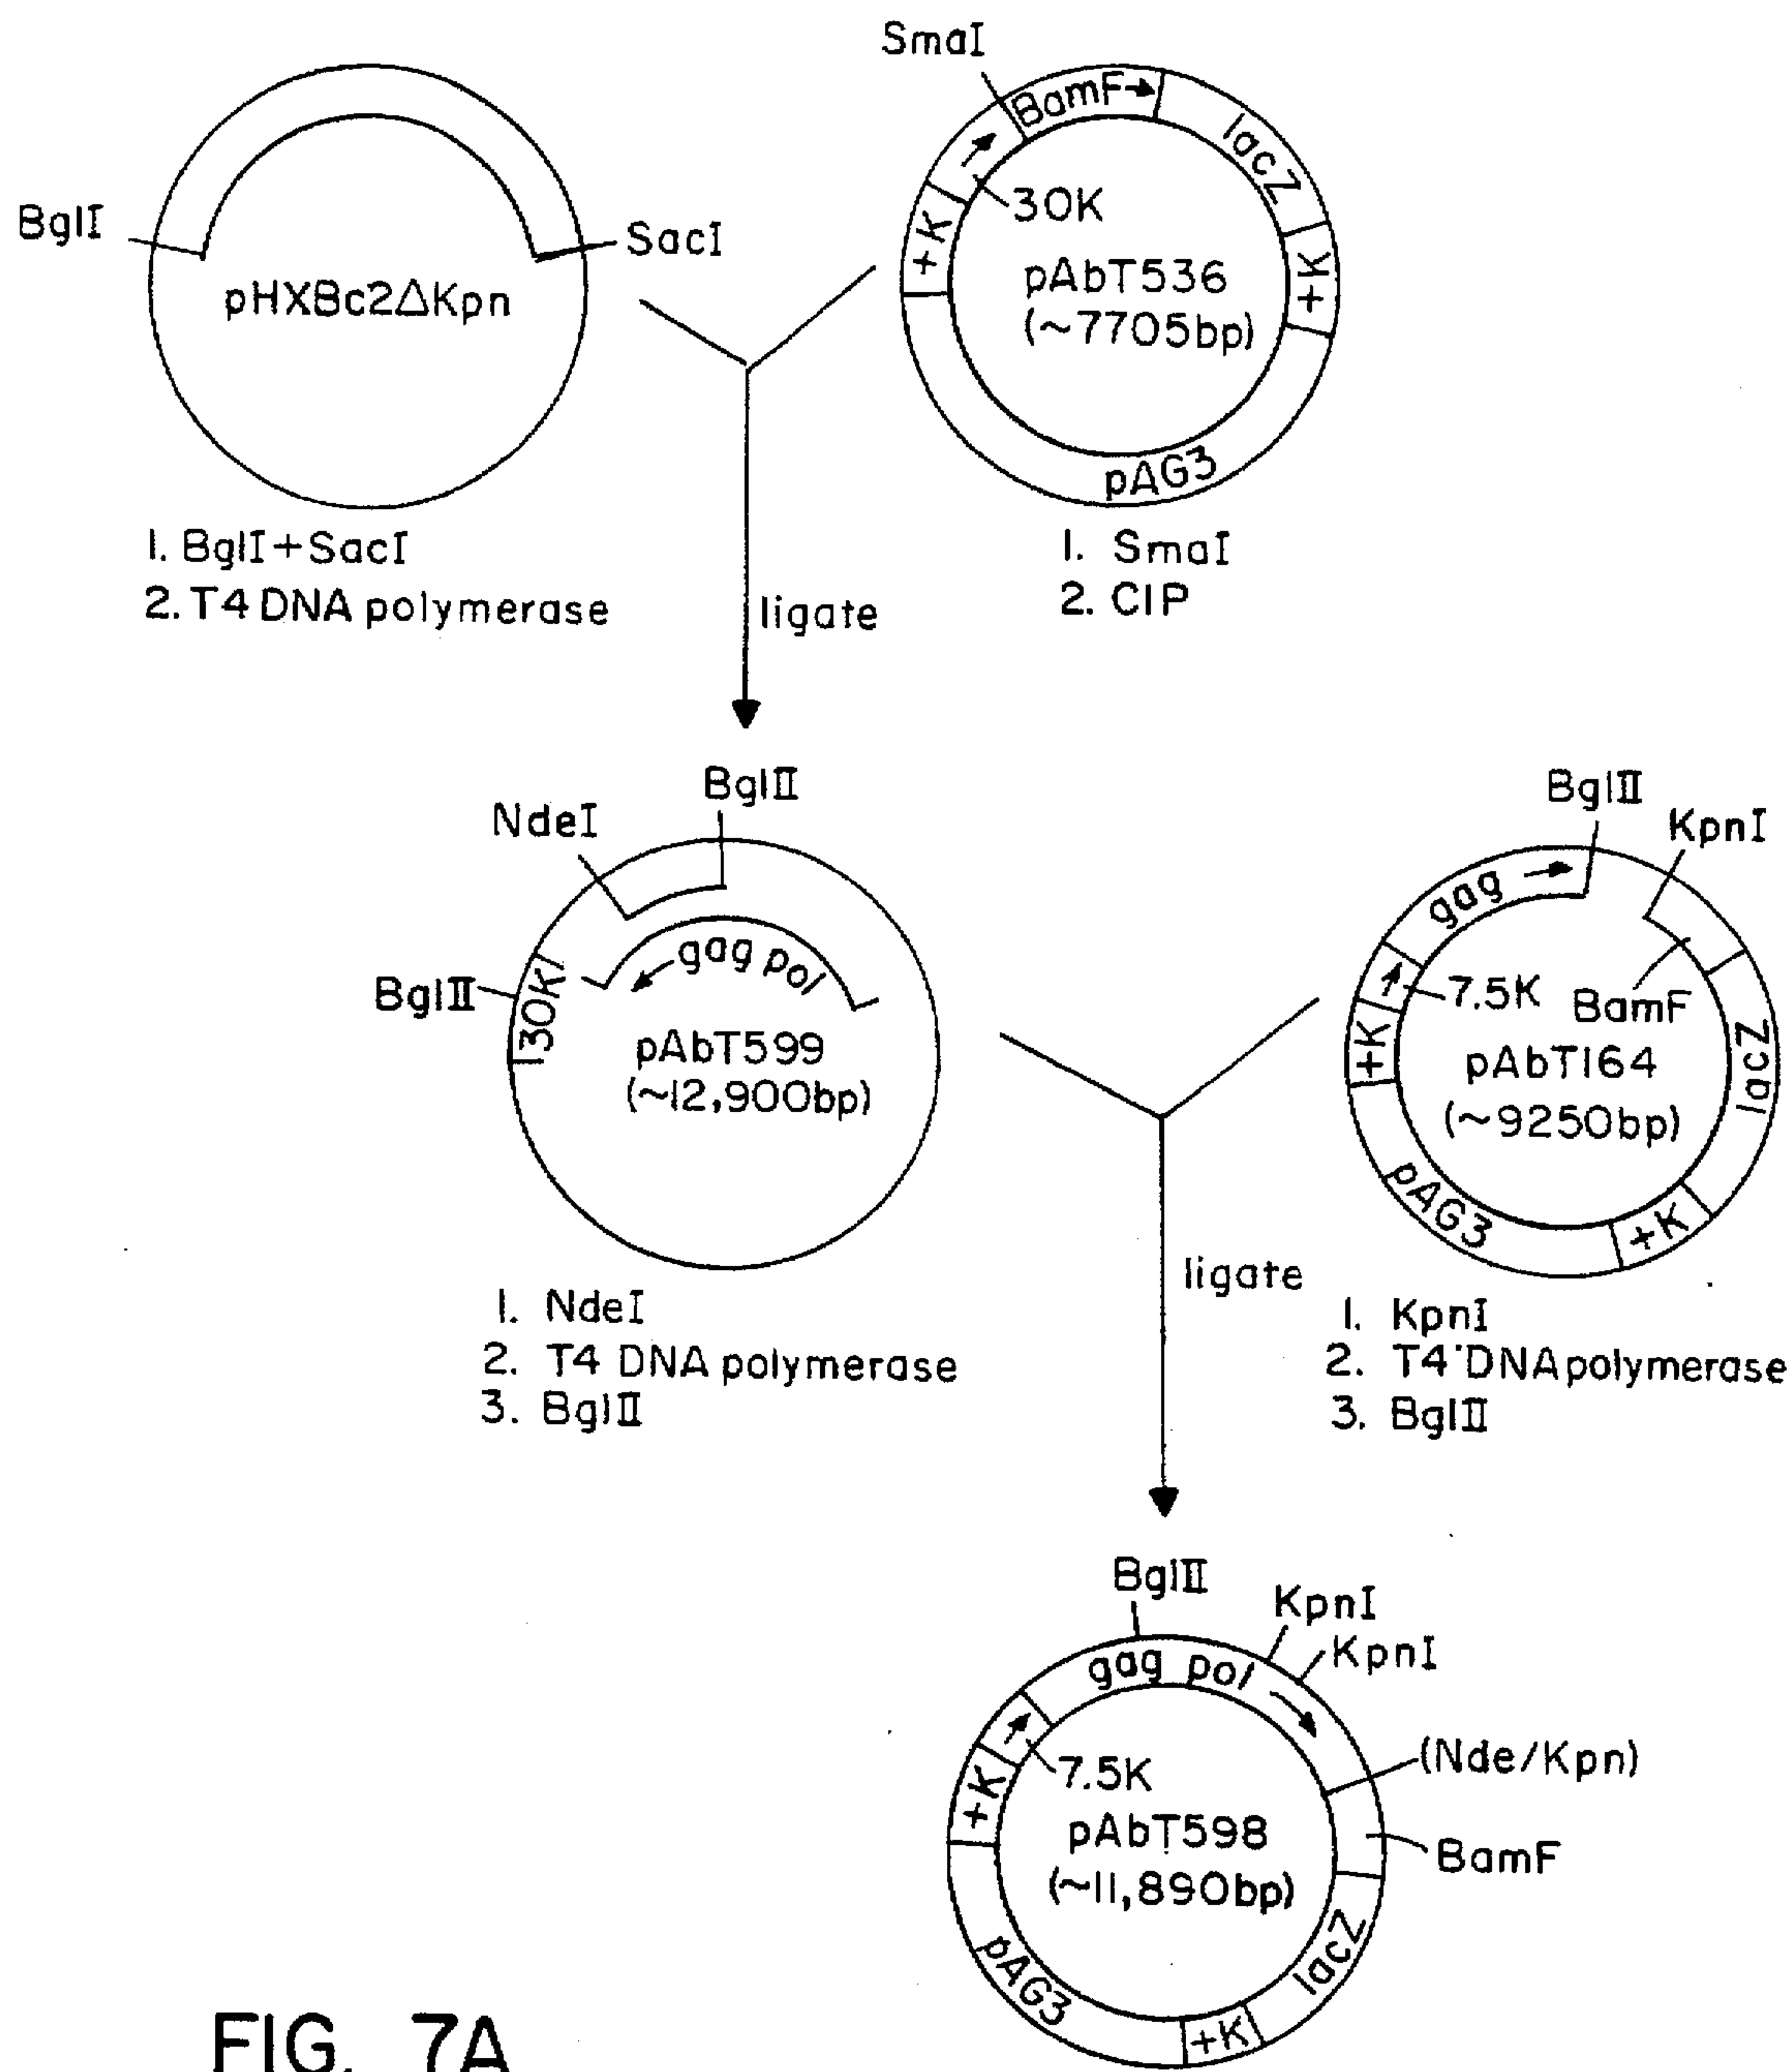 SmaI
BamF→
lacZ
BglI
SacI
30K
+K
+K
pHXBc2ΔKpn
pAbT536
(~7705bp)
pAG3
1. BglI+SacI
2. T4 DNA polymerase
1. SmaI
2. CIP
ligate
BglII
NdeI
BglII
KpnI
gag →
←gag pol
BglII
30K
7.5K
BamF
+K
lacZ
pAbT599
(~12,900bp)
pAbT164
(~9250bp)
pAG3
+K
ligate
1. NdeI
2. T4 DNA polymerase
3. BglII
1. KpnI
2. T4 DNA polymerase
3. BglII
BglII
KpnI
KpnI
gag pol →
(Nde/Kpn)
7.5K
+K
pAbT598
(~11,890bp)
BamF
lacZ
pAG3
+K
FIG. 7A